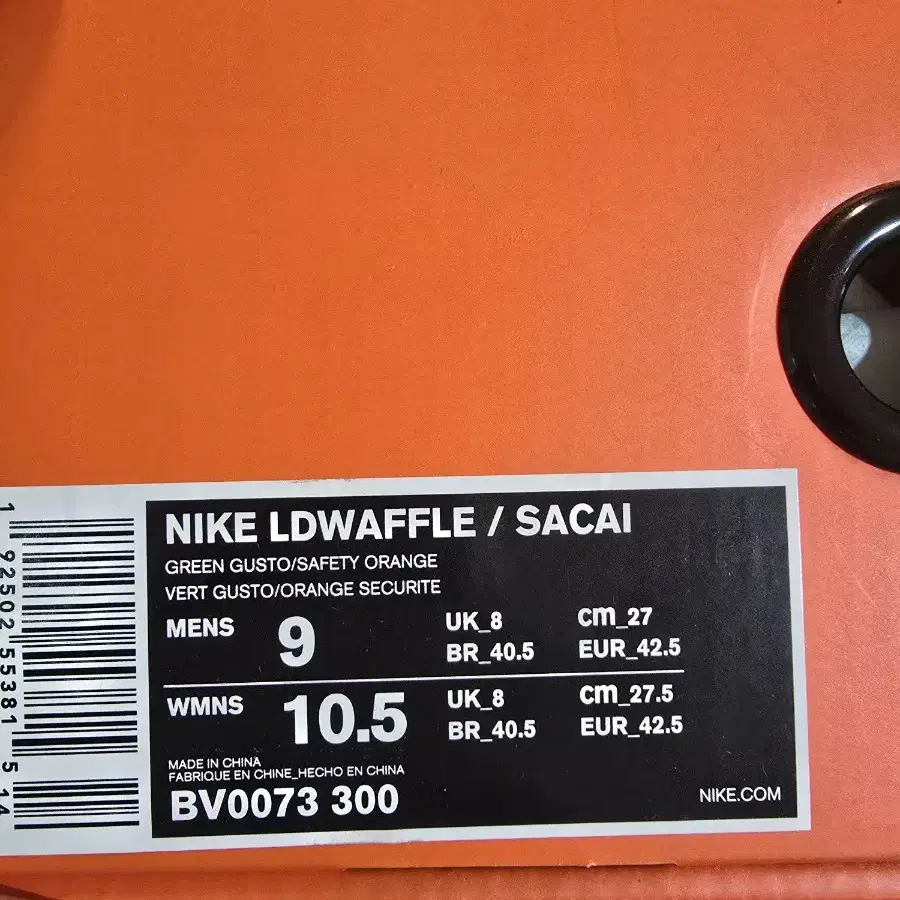 NIKE LDWAFFLE / SACAI
GREEN GUSTO/SAFETY ORANGE
VERT GUSTO/ORANGE SECURITE
MENS 9 UK_8 cm_27
BR_40.5 EUR_42.5
WMNS 10.5 UK_8 cm_27.5
BR_40.5 EUR_42.5
MADE IN CHINA
FABRIQUE EN CHINE_HECHO EN CHINA
BV0073 300
NIKE.COM
1 92502 55381 5 14